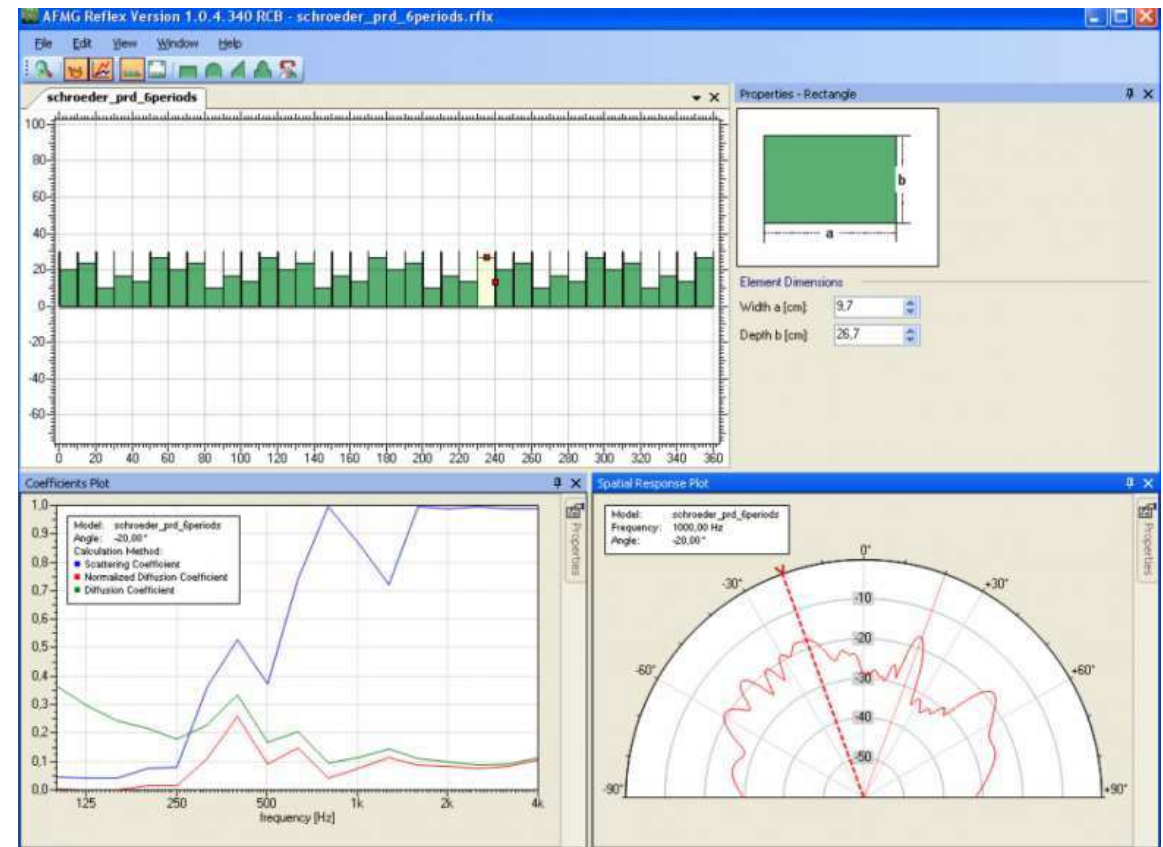 AFMG Reflex Version 1.0.4.340 RCB - schroeder_prd_6periods.rflx
File Edit View Window Help
schroeder_prd_6periods
100
80
60
40
20
0
-20
-40
-60
0 20 40 60 80 100 120 140 160 180 200 220 240 260 280 300 320 340 360
Properties - Rectangle
b
a
Element Dimensions
Width a [cm]: 9,7
Depth b [cm]: 26,7
Coefficients Plot
Model: schroeder_prd_6periods
Angle: -20,00°
Calculation Method:
Scattering Coefficient
Normalized Diffusion Coefficient
Diffusion Coefficient
1.0
0.9
0.8
0.7
0.6
0.5
0.4
0.3
0.2
0.1
0.0
125 250 500 1k 2k 4k
frequency [Hz]
Properties
Spatial Response Plot
Model: schroeder_prd_6periods
Frequency: 1000,00 Hz
Angle: -20,00°
0°
-30° +30°
-60° +60°
-90° +90°
-10
-20
-30
-40
-50
Properties